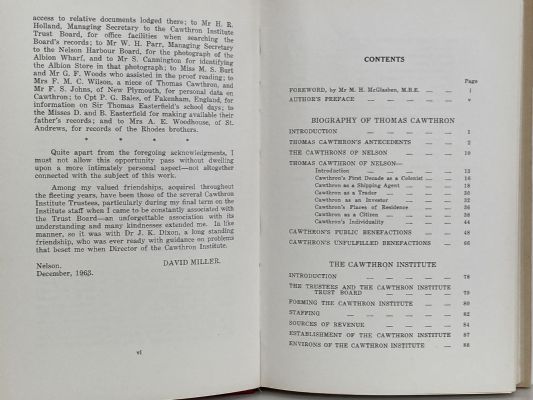 access to relative documents lodged there; to Mr H. R.
Holland, Managing Secretary to the Cawthron Institute
Trust Board, for office facilities when searching the
Board's records; to Mr W. H. Parr, Managing Secretary
to the Nelson Harbour Board, for the photograph of the
Albion Wharf, and to Mr S. Cannington for identifying
the Albion Store in that photograph; to Miss M. S. Burt
and Mr G. F. Woods who assisted in the proof reading; to
Mrs F. M. C. Wilson, a niece of Thomas Cawthron, and
Mr F. S. Johns, of New Plymouth, for personal data on
Cawthron; to Cpt P. G. Bales, of Fakenham, England, for
information on Sir Thomas Easterfield's school days; to
the Misses D. and B. Easterfield for making available their
father's records; and to Mrs A. E. Woodhouse, of St.
Andrews, for records of the Rhodes brothers.
* * * *
Quite apart from the foregoing acknowledgments, I
must not allow this opportunity pass without dwelling
upon a more intimately personal aspect—not altogether
connected with the subject of this work.
Among my valued friendships, acquired throughout
the fleeting years, have been those of the several Cawthron
Institute Trustees, particularly during my final term on the
Institute staff when I came to be constantly associated with
the Trust Board—an unforgettable association with its
understanding and many kindnesses extended me. In like
manner, so it was with Dr J. K. Dixon, a long standing
friendship, who was ever ready with guidance on problems
that beset me when Director of the Cawthron Institute.
DAVID MILLER.
Nelson.
December, 1963.
vi
CONTENTS
Page
FOREWORD, by Mr M. H. McGlashen, M.B.E. — — i
AUTHOR'S PREFACE — — — — — v
BIOGRAPHY OF THOMAS CAWTHRON
INTRODUCTION — — — — — 1
THOMAS CAWTHRON'S ANTECEDENTS — — — 2
THE CAWTHRONS OF NELSON — — — — 10
THOMAS CAWTHRON OF NELSON—
Introduction — — — — — 13
Cawthron's First Decade as a Colonist — — 16
Cawthron as a Shipping Agent — — — 18
Cawthron as a Trader — — — — 30
Cawthron as an Investor — — — 32
Cawthron's Places of Residence — — — 36
Cawthron as a Citizen — — — — 38
Cawthron's Individuality — — — — 44
CAWTHRON'S PUBLIC BENEFACTIONS — — — 48
CAWTHRON'S UNFULFILLED BENEFACTIONS — — 66
THE CAWTHRON INSTITUTE
INTRODUCTION — — — — — 78
THE TRUSTEES AND THE CAWTHRON INSTITUTE
TRUST BOARD — — — — 79
FORMING THE CAWTHRON INSTITUTE — — — 80
STAFFING — — — — — 82
SOURCES OF REVENUE — — — — 84
ESTABLISHMENT OF THE CAWTHRON INSTITUTE — 87
ENVIRONS OF THE CAWTHRON INSTITUTE — — 88